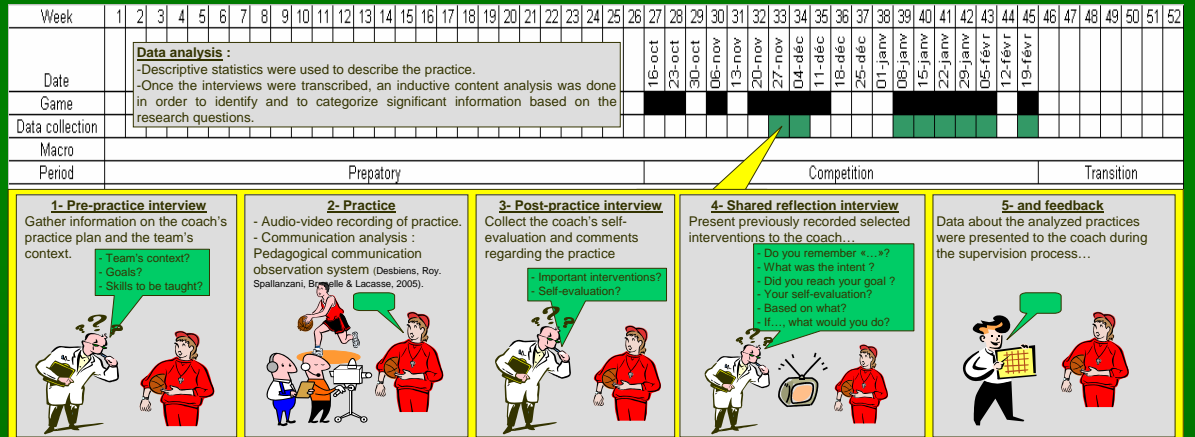 Week 1 2 3 4 5 6 7 8 9 10 11 12 13 14 15 16 17 18 19 20 21 22 23 24 25 26 27 28 29 30 31 32 33 34 35 36 37 38 39 40 41 42 43 44 45 46 47 48 49 50 51 52
Date 16-oct 23-oct 30-oct 06-nov 13-nov 20-nov 27-nov 04-déc 11-déc 18-déc 25-déc 01-janv 08-janv 15-janv 22-janv 29-janv 05-févr 12-févr 19-févr
Data analysis :
-Descriptive statistics were used to describe the practice.
-Once the interviews were transcribed, an inductive content analysis was done
in order to identify and to categorize significant information based on the
research questions.
Game
Data collection
Macro
Period Prepatory Competition Transition
1- Pre-practice interview
Gather information on the coach's
practice plan and the team's
context.
- Team's context?
- Goals?
- Skills to be taught?
2- Practice
- Audio-video recording of practice.
- Communication analysis :
Pedagogical communication
observation system (Desbiens, Roy.
Spallanzani, & Lacasse, 2005).
3- Post-practice interview
Collect the coach's self-
evaluation and comments
regarding the practice
- Important interventions?
- Self-evaluation?
4- Shared reflection interview
Present previously recorded selected
interventions to the coach…
- Do you remember «…»?
- What was the intent ?
- Did you reach your goal ?
- Your self-evaluation?
- Based on what?
- If…, what would you do?
5- and feedback
Data about the analyzed practices
were presented to the coach during
the supervision process…